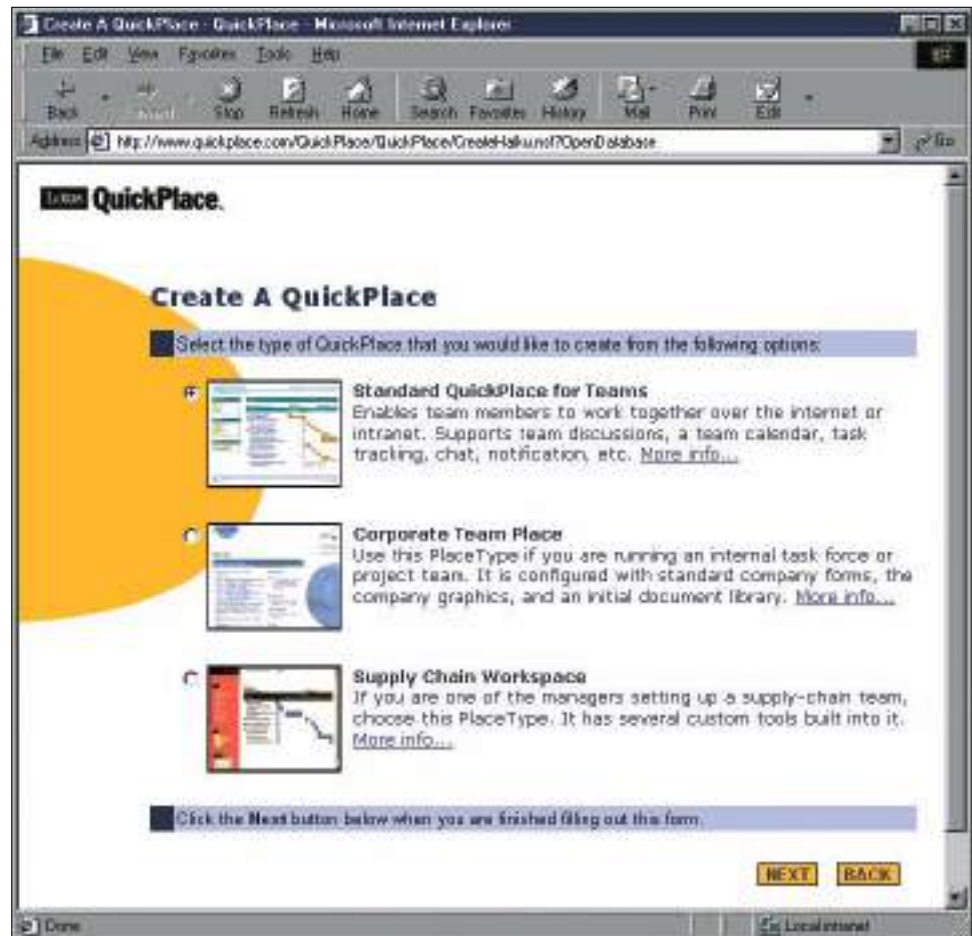 Create A QuickPlace - QuickPlace - Microsoft Internet Explorer
File Edit View Favorites Tools Help
Back Stop Refresh Home Search Favorites History Mail Print Edit
Address http://www.quickplace.com/QuickPlace/QuickPlace/CreateHaiku.nsf?OpenDatabase Go
Lotus QuickPlace.
Create A QuickPlace
Select the type of QuickPlace that you would like to create from the following options:
Standard QuickPlace for Teams
Enables team members to work together over the internet or
intranet. Supports team discussions, a team calendar, task
tracking, chat, notification, etc. More info...
Corporate Team Place
Use this PlaceType if you are running an internal task force or
project team. It is configured with standard company forms, the
company graphics, and an initial document library. More info...
Supply Chain Workspace
If you are one of the managers setting up a supply-chain team,
choose this PlaceType. It has several custom tools built into it.
More info...
Click the Next button below when you are finished filling out this form.
NEXT BACK
Done Local intranet